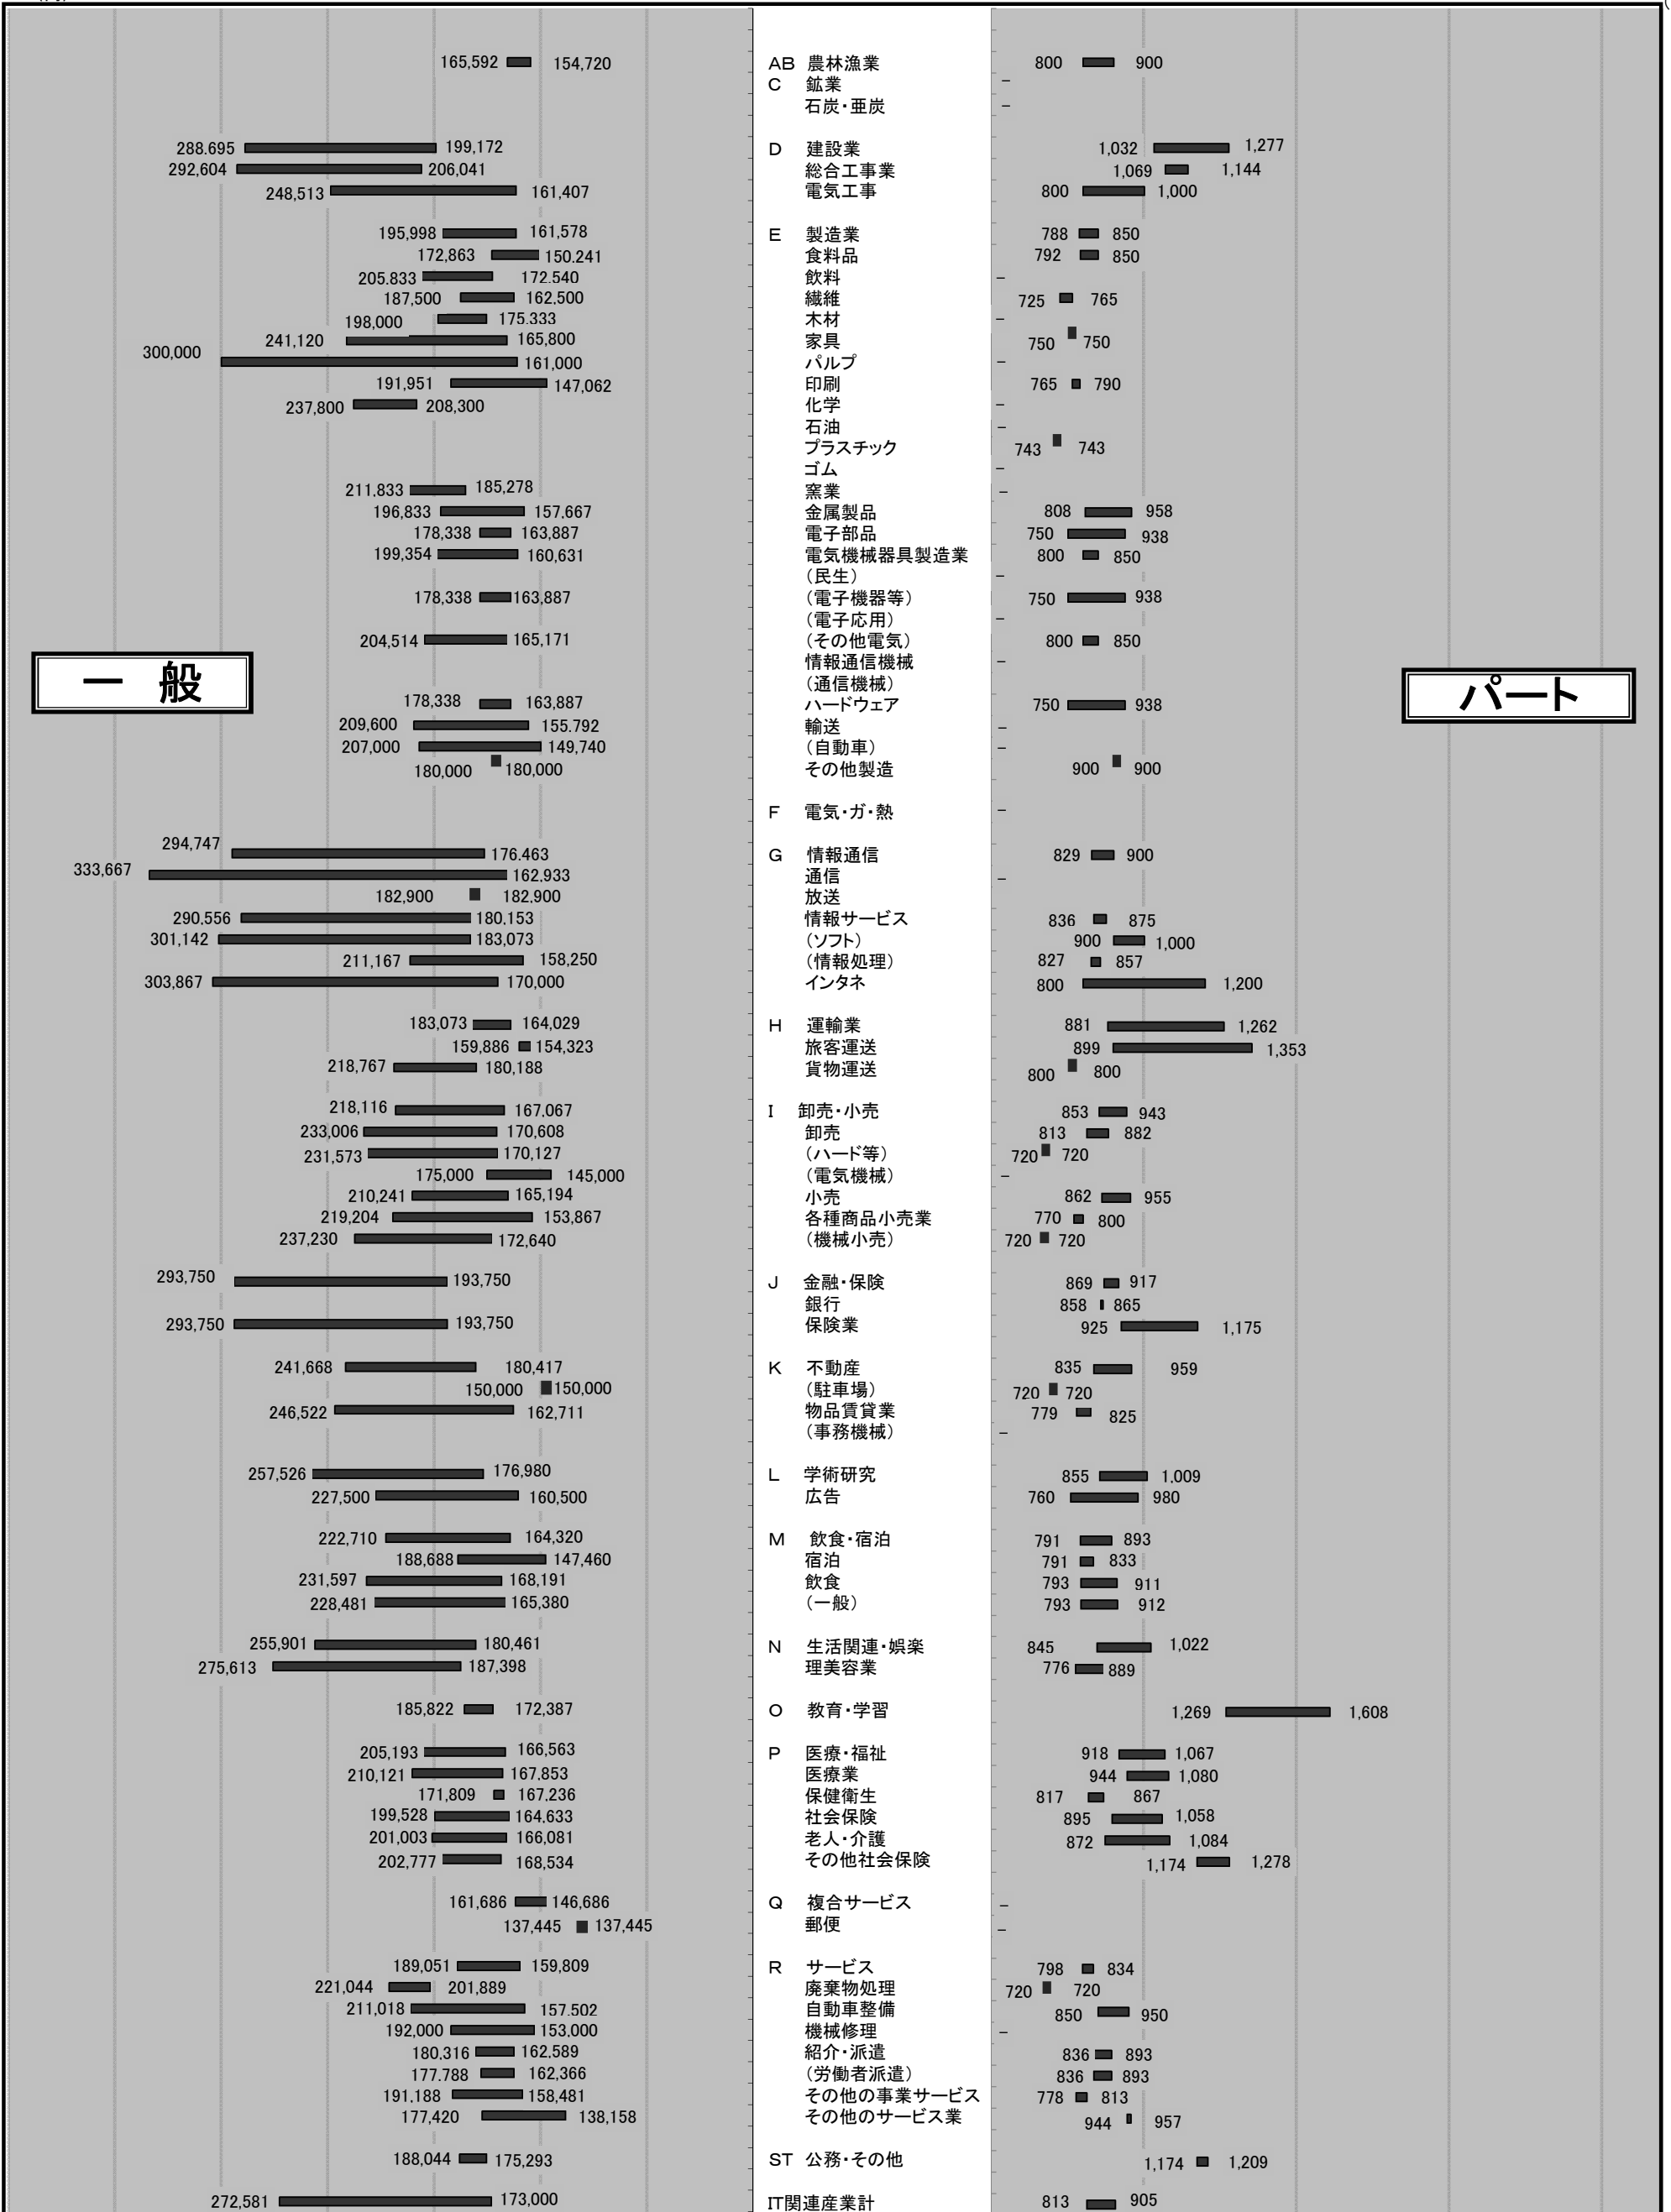 165,592 154,720 AB 農林漁業 800 900
C 鉱業 –
石炭・亜炭 –
288.695 199,172 D 建設業 1,032 1,277
292,604 206,041 総合工事業 1,069 1,144
248,513 161,407 電気工事 800 1,000
195,998 161,578 E 製造業 788 850
172,863 150.241 食料品 792 850
205.833 172.540 飲料 –
187,500 162,500 繊維 725 765
198,000 175.333 木材 –
241,120 165,800 家具 750 750
300,000 161,000 パルプ –
191,951 147,062 印刷 765 790
237,800 208,300 化学 –
石油 –
プラスチック 743 743
ゴム –
211,833 185,278 窯業 –
196,833 157,667 金属製品 808 958
178,338 163,887 電子部品 750 938
199,354 160,631 電気機械器具製造業 800 850
（民生） –
178,338 163,887 （電子機器等） 750 938
（電子応用） –
204,514 165,171 （その他電気） 800 850
情報通信機械 –
一 般 （通信機械） パート
178,338 163,887 ハードウェア 750 938
209,600 155.792 輸送 –
207,000 149,740 （自動車） –
180,000 180,000 その他製造 900 900
F 電気・ガ・熱 –
294,747 176.463 G 情報通信 829 900
333,667 162,933 通信 –
182,900 182,900 放送
290,556 180,153 情報サービス 836 875
301,142 183,073 （ソフト） 900 1,000
211,167 158,250 （情報処理） 827 857
303,867 170,000 インタネ 800 1,200
183,073 164,029 H 運輸業 881 1,262
159,886 154,323 旅客運送 899 1,353
218,767 180,188 貨物運送 800 800
218,116 167,067 I 卸売・小売 853 943
233,006 170,608 卸売 813 882
231,573 170,127 （ハード等） 720 720
175,000 145,000 （電気機械） –
210,241 165,194 小売 862 955
219,204 153,867 各種商品小売業 770 800
237,230 172,640 （機械小売） 720 720
293,750 193,750 J 金融・保険 869 917
銀行 858 865
293,750 193,750 保険業 925 1,175
241,668 180,417 K 不動産 835 959
150,000 150,000 （駐車場） 720 720
246,522 162,711 物品賃貸業 779 825
（事務機械） –
257,526 176,980 L 学術研究 855 1,009
227,500 160,500 広告 760 980
222,710 164,320 M 飲食・宿泊 791 893
188,688 147,460 宿泊 791 833
231,597 168,191 飲食 793 911
228,481 165,380 （一般） 793 912
255,901 180,461 N 生活関連・娯楽 845 1,022
275,613 187,398 理美容業 776 889
185,822 172,387 O 教育・学習 1,269 1,608
205,193 166,563 P 医療・福祉 918 1,067
210,121 167,853 医療業 944 1,080
171,809 167,236 保健衛生 817 867
199,528 164,633 社会保険 895 1,058
201,003 166,081 老人・介護 872 1,084
202,777 168,534 その他社会保険 1,174 1,278
161,686 146,686 Q 複合サービス –
137,445 137,445 郵便 –
189,051 159,809 R サービス 798 834
221,044 201,889 廃棄物処理 720 720
211,018 157.502 自動車整備 850 950
192,000 153,000 機械修理 –
180,316 162,589 紹介・派遣 836 893
177.788 162,366 （労働者派遣） 836 893
191,188 158,481 その他の事業サービス 778 813
177,420 138,158 その他のサービス業 944 957
188,044 175,293 ST 公務・その他 1,174 1,209
272,581 173,000 IT関連産業計 813 905